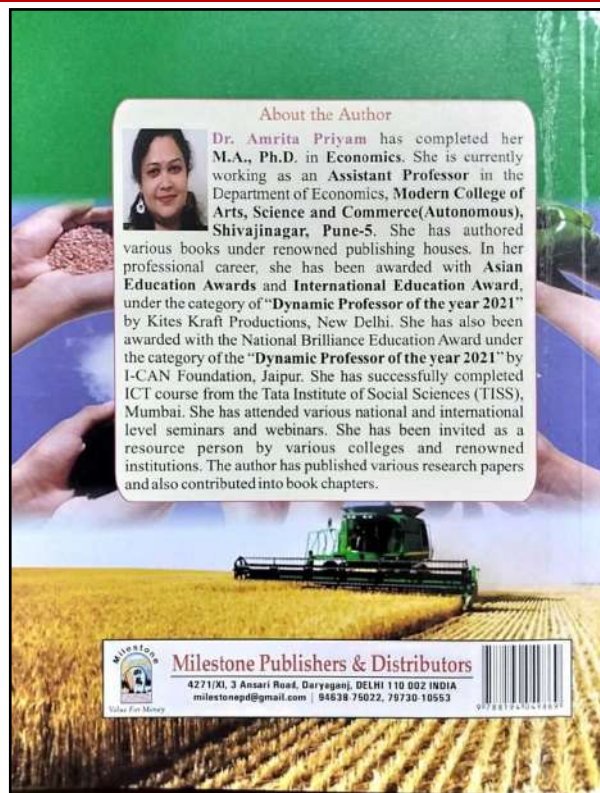 About the Author
Dr. Amrita Priyam has completed her
M.A., Ph.D. in Economics. She is currently
working as an Assistant Professor in the
Department of Economics, Modern College of
Arts, Science and Commerce(Autonomous),
Shivajinagar, Pune-5. She has authored
various books under renowned publishing houses. In her
professional career, she has been awarded with Asian
Education Awards and International Education Award,
under the category of “Dynamic Professor of the year 2021”
by Kites Kraft Productions, New Delhi. She has also been
awarded with the National Brilliance Education Award under
the category of the “Dynamic Professor of the year 2021” by
I-CAN Foundation, Jaipur. She has successfully completed
ICT course from the Tata Institute of Social Sciences (TISS),
Mumbai. She has attended various national and international
level seminars and webinars. She has been invited as a
resource person by various colleges and renowned
institutions. The author has published various research papers
and also contributed into book chapters.
Milestone
Value For Money
Milestone Publishers & Distributors
4271/XI, 3 Ansari Road, Daryaganj, DELHI 110 002 INDIA
milestonepd@gmail.com | 94638-75022, 79730-10553
9788194049869